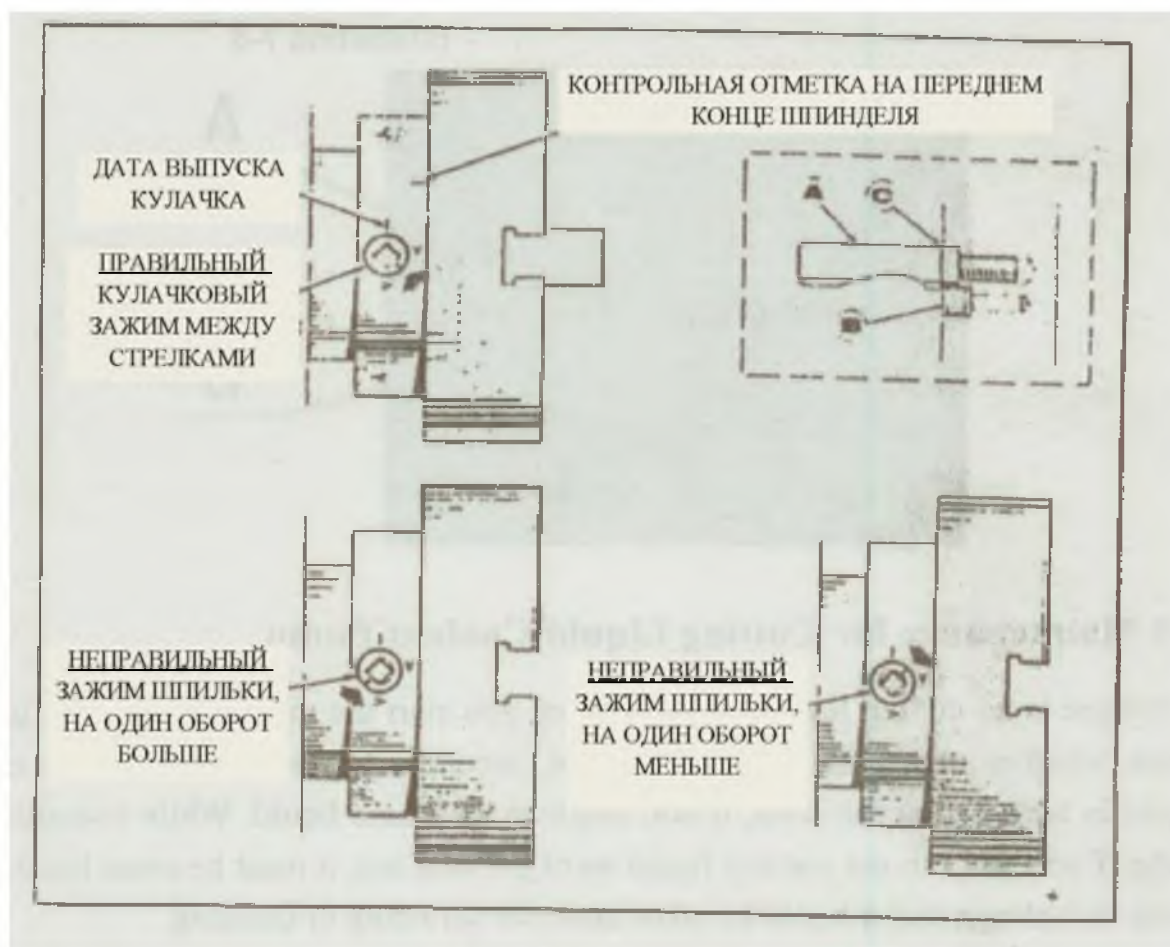 КОНТРОЛЬНАЯ ОТМЕТКА НА ПЕРЕДНЕМ
КОНЦЕ ШПИНДЕЛЯ
ДАТА ВЫПУСКА
КУЛАЧКА
ПРАВИЛЬНЫЙ
КУЛАЧКОВЫЙ
ЗАЖИМ МЕЖДУ
СТРЕЛКАМИ
A
C
B
НЕПРАВИЛЬНЫЙ
ЗАЖИМ ШПИЛЬКИ,
НА ОДИН ОБОРОТ
БОЛЬШЕ
НЕПРАВИЛЬНЫЙ
ЗАЖИМ ШПИЛЬКИ,
НА ОДИН ОБОРОТ
МЕНЬШЕ